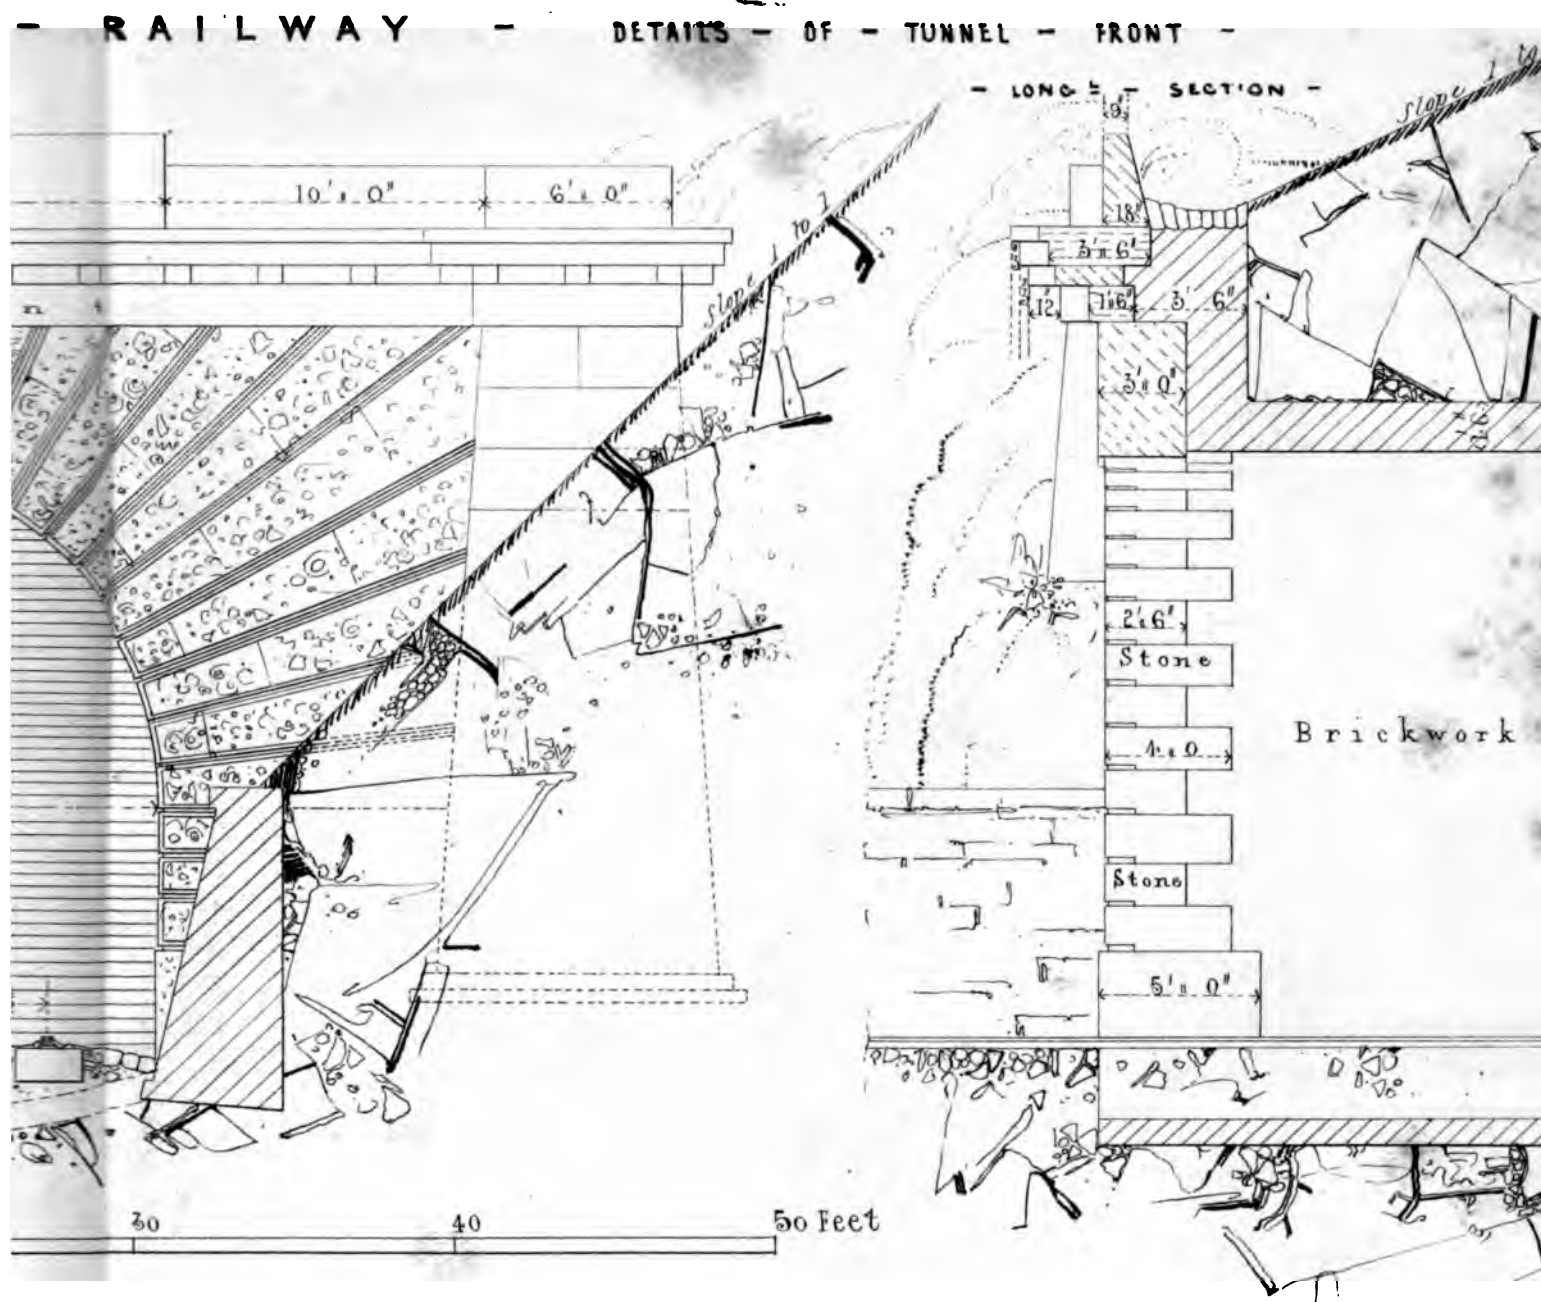 - RAILWAY - DETAILS - OF - TUNNEL - FRONT -
- LONG L - SECTION -
slope 1 to
9"
10' " 0" 6' " 0"
18"
slope 1 to 1
3' " 6"
n t
12" 1'6" 3' 6"
3' " 0"
1'6"
2' " 6"
Stone
Brickwork
4 " 0
Stone
5' " 0"
30 40 50 Feet